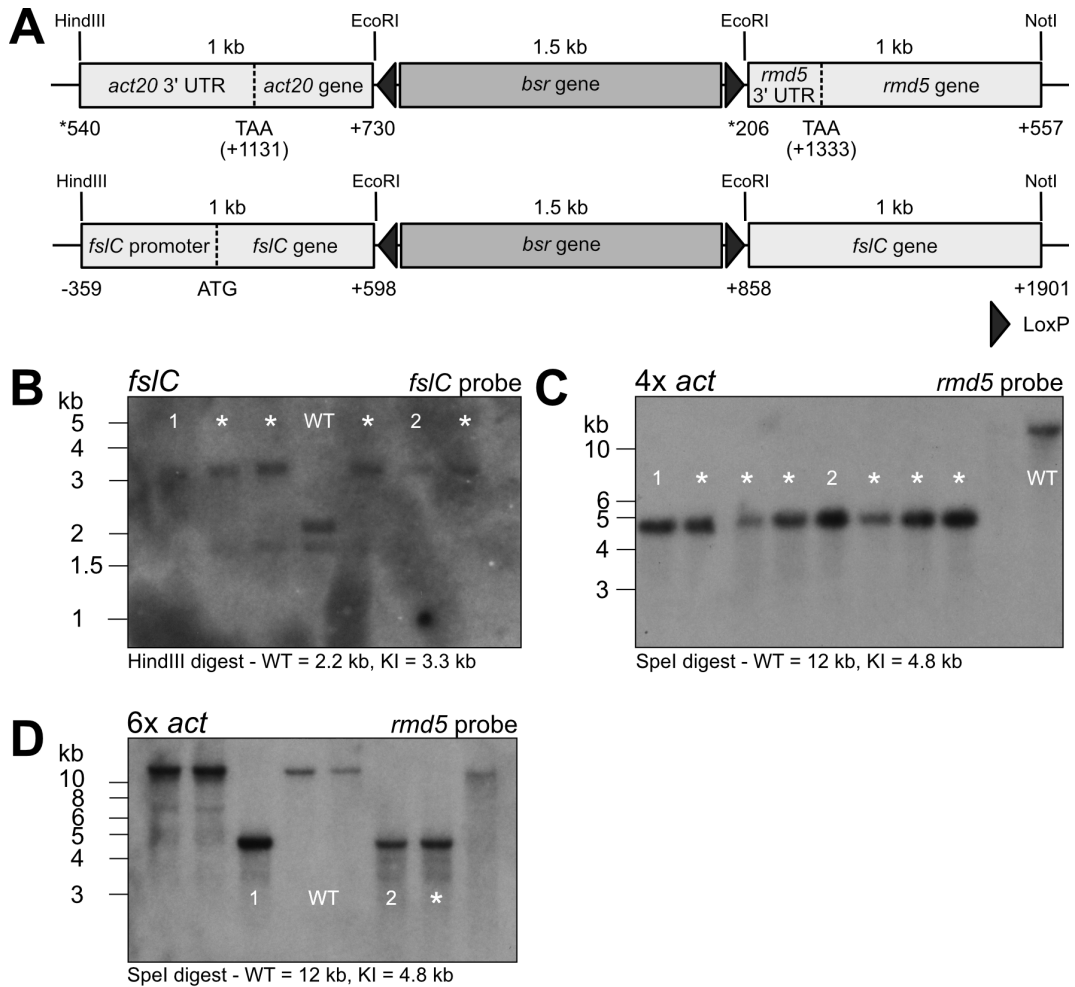 A
HindIII EcoRI EcoRI NotI
1 kb 1.5 kb 1 kb
act20 3' UTR act20 gene bsr gene rmd5 3' UTR rmd5 gene
*540 TAA (+1131) +730 *206 TAA (+1333) +557
HindIII EcoRI EcoRI NotI
1 kb 1.5 kb 1 kb
fslC promoter fslC gene bsr gene fslC gene
-359 ATG +598 +858 +1901
LoxP
B
fslC fslC probe
kb
1 * * WT * 2 *
5
4
3
2
1.5
1
HindIII digest - WT = 2.2 kb, KI = 3.3 kb
C
4x act rmd5 probe
kb
10
1 * * * 2 * * * WT
6
5
4
3
SpeI digest - WT = 12 kb, KI = 4.8 kb
D
6x act rmd5 probe
kb
10
8
6
5
4
3
1 WT 2 *
SpeI digest - WT = 12 kb, KI = 4.8 kb